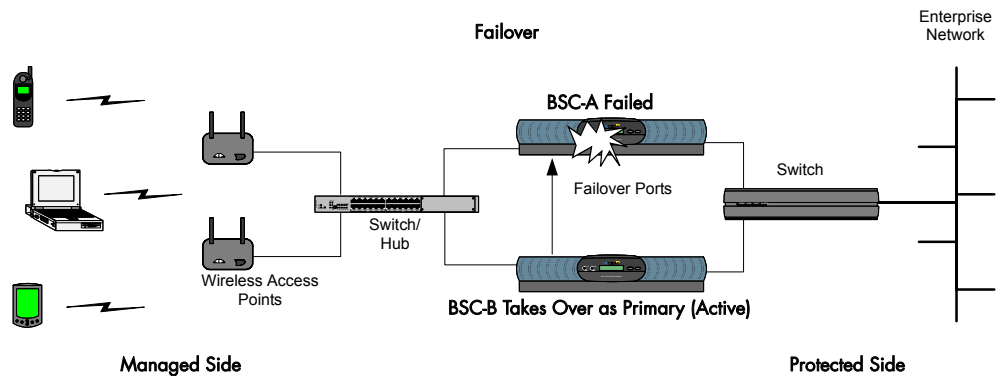 Failover
Enterprise
Network
BSC-A Failed
Failover Ports
Switch
Switch/
Hub
Wireless Access
Points
BSC-B Takes Over as Primary (Active)
Managed Side
Protected Side